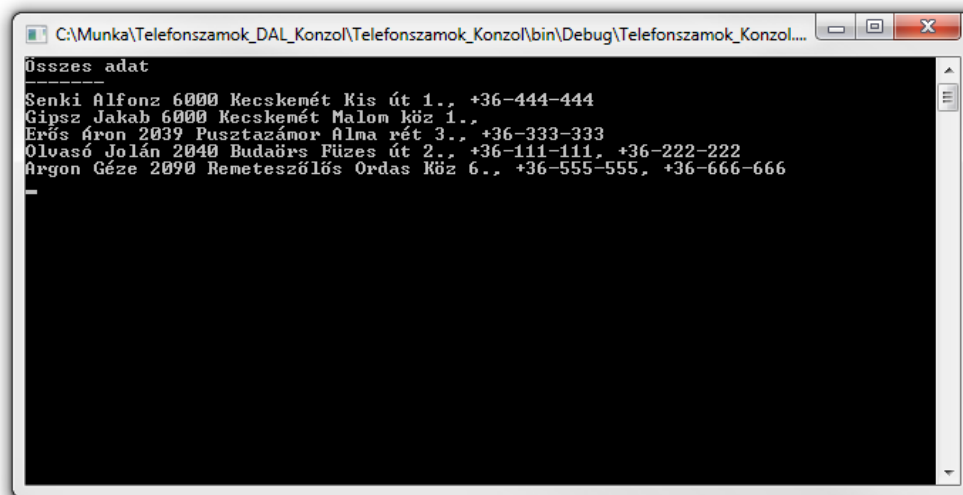 C:\Munka\Telefonszamok_DAL_Konzol\Telefonszamok_Konzol\bin\Debug\Telefonszamok_Konzol....
Összes adat
-------
Senki Alfonz 6000 Kecskemét Kis út 1., +36-444-444
Gipsz Jakab 6000 Kecskemét Malom köz 1.,
Erős Áron 2039 Pusztazámor Alma rét 3., +36-333-333
Olvasó Jolán 2040 Budaörs Füzes út 2., +36-111-111, +36-222-222
Argon Géze 2090 Remeteszőlős Ordas Köz 6., +36-555-555, +36-666-666